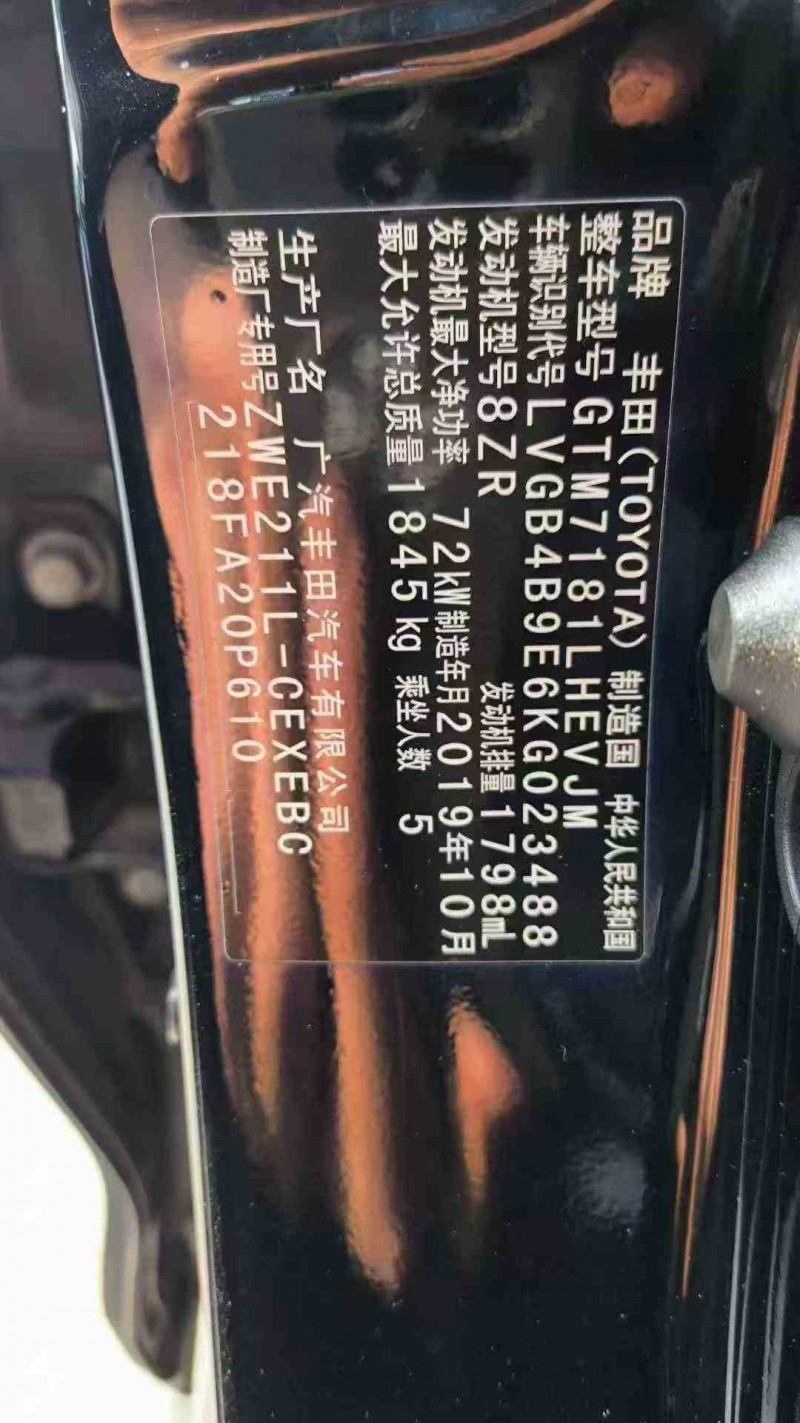 品牌 丰田(TOYOTA) 制造国 中华人民共和国
整车型号 GTM7181LHEVJM
车辆识别代号 LVGB4B9E6KG023488
发动机型号 8ZR 发动机排量 1798mL
发动机最大净功率 72kW 制造年月 2019年10月
最大允许总质量 1845kg 乘坐人数 5
生产厂名 广汽丰田汽车有限公司
制造厂专用号 ZWE211L-CEXEBC
218FA20P610